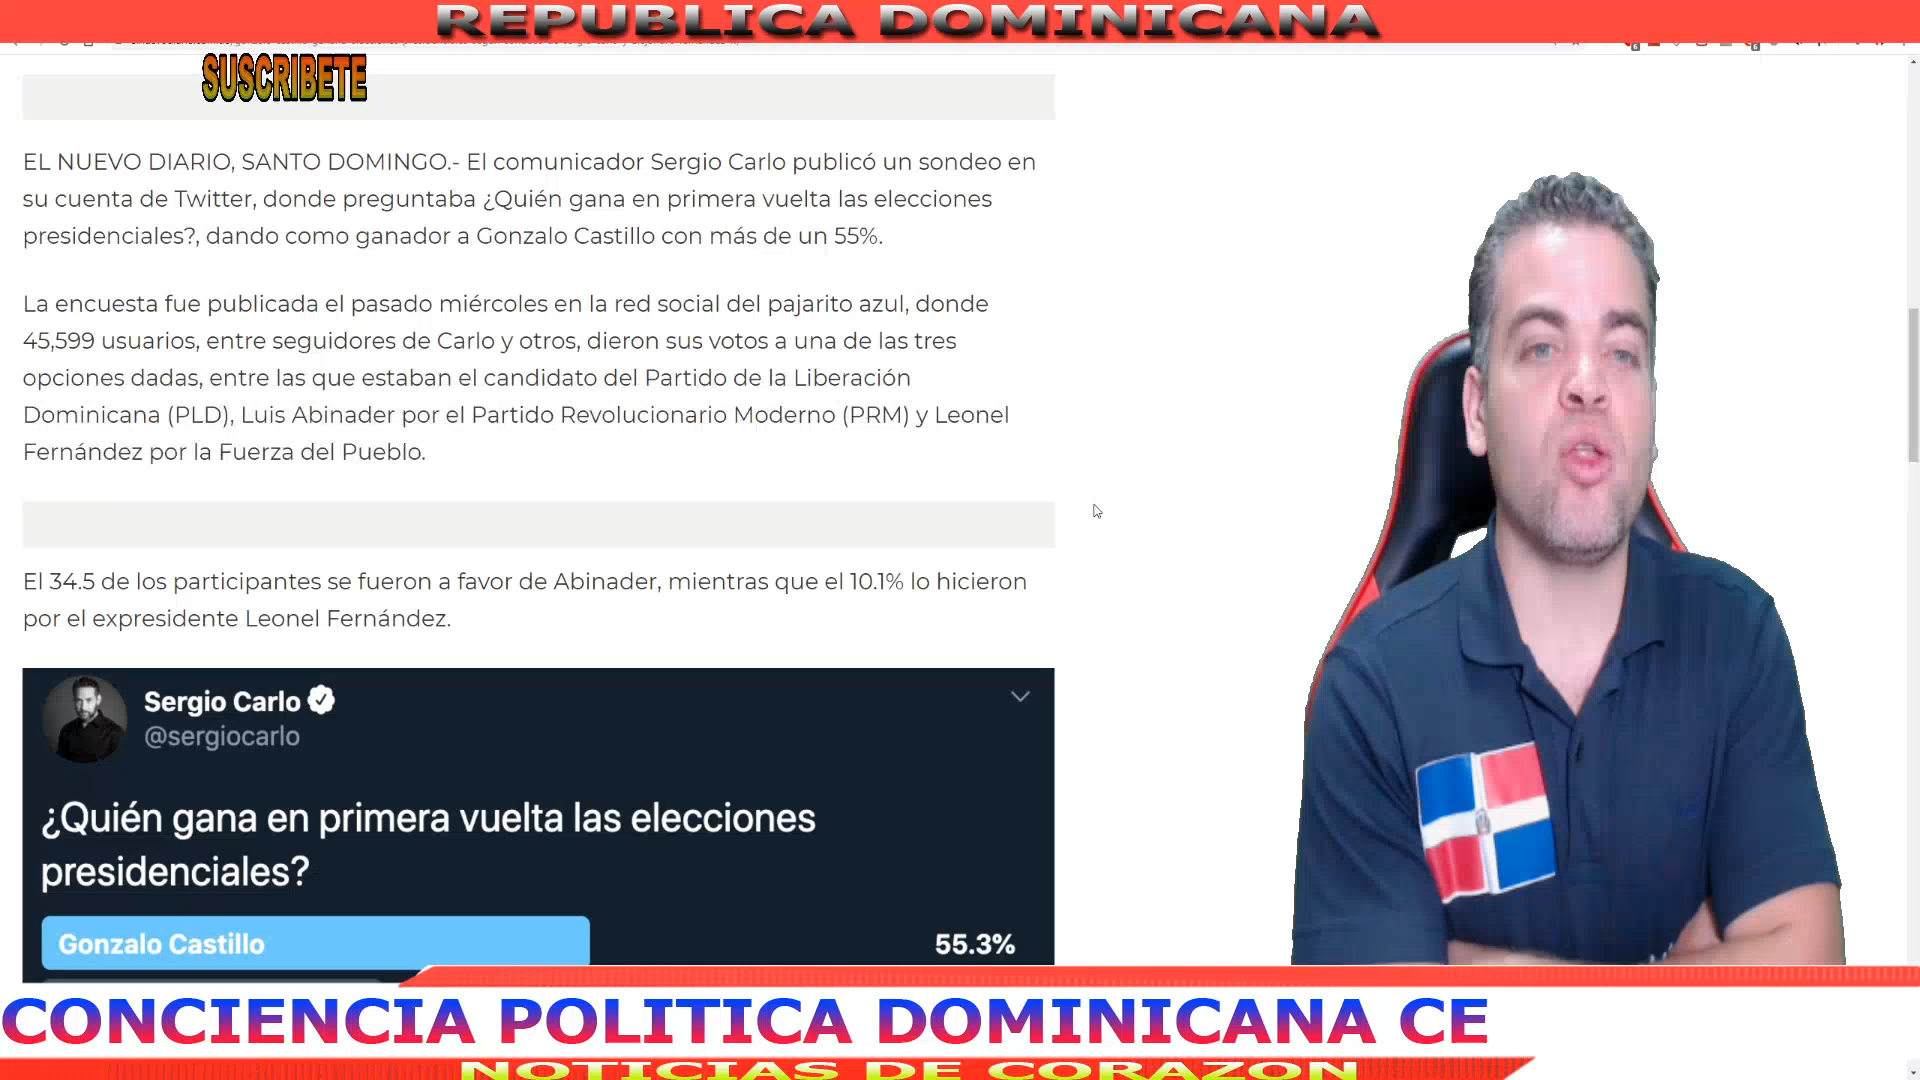 REPUBLICA DOMINICANA
SUSCRIBETE
EL NUEVO DIARIO, SANTO DOMINGO.- El comunicador Sergio Carlo publicó un sondeo en
su cuenta de Twitter, donde preguntaba ¿Quién gana en primera vuelta las elecciones
presidenciales?, dando como ganador a Gonzalo Castillo con más de un 55%.
La encuesta fue publicada el pasado miércoles en la red social del pajarito azul, donde
45,599 usuarios, entre seguidores de Carlo y otros, dieron sus votos a una de las tres
opciones dadas, entre las que estaban el candidato del Partido de la Liberación
Dominicana (PLD), Luis Abinader por el Partido Revolucionario Moderno (PRM) y Leonel
Fernández por la Fuerza del Pueblo.
El 34.5 de los participantes se fueron a favor de Abinader, mientras que el 10.1% lo hicieron
por el expresidente Leonel Fernández.
Sergio Carlo
@sergiocarlo
¿Quién gana en primera vuelta las elecciones
presidenciales?
Gonzalo Castillo 55.3%
CONCIENCIA POLITICA DOMINICANA CE
NOTICIAS DE CORAZON